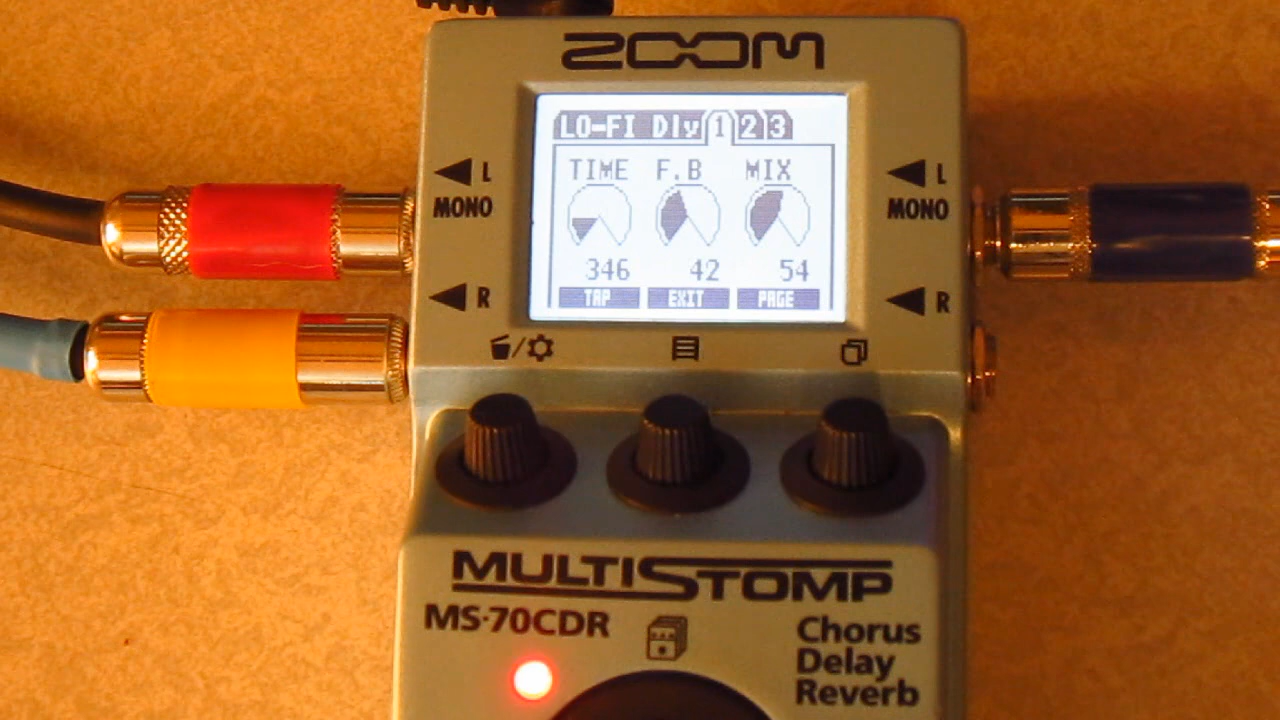 ZOOM
LO-FI Dly 1 2 3
TIME F.B MIX
346 42 54
TAP EXIT PAGE
L
MONO
R
L
MONO
R
MULTISTOMP
MS-70CDR
Chorus
Delay
Reverb